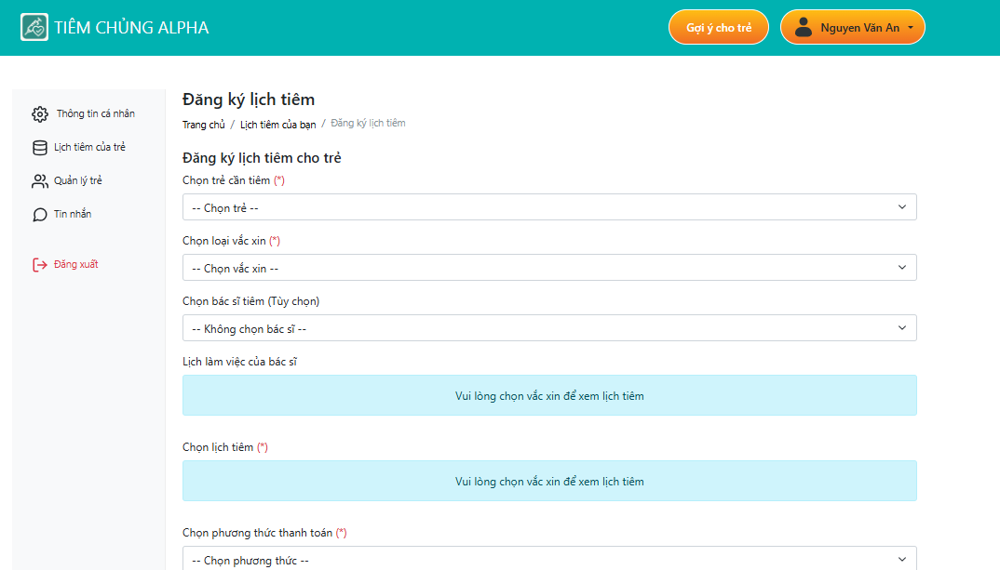 TIÊM CHỦNG ALPHA
Gợi ý cho trẻ
Nguyen Văn An
Thông tin cá nhân
Lịch tiêm của trẻ
Quản lý trẻ
Tin nhắn
Đăng xuất
Đăng ký lịch tiêm
Trang chủ / Lịch tiêm của bạn / Đăng ký lịch tiêm
Đăng ký lịch tiêm cho trẻ
Chọn trẻ cần tiêm (*)
-- Chọn trẻ --
Chọn loại vắc xin (*)
-- Chọn vắc xin --
Chọn bác sĩ tiêm (Tùy chọn)
-- Không chọn bác sĩ --
Lịch làm việc của bác sĩ
Vui lòng chọn vắc xin để xem lịch tiêm
Chọn lịch tiêm (*)
Vui lòng chọn vắc xin để xem lịch tiêm
Chọn phương thức thanh toán (*)
-- Chọn phương thức --